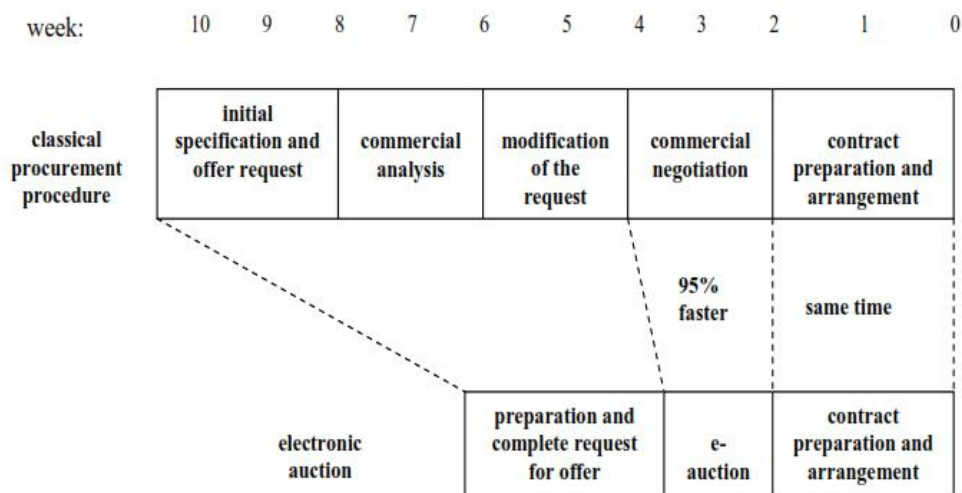 week: 10 9 8 7 6 5 4 3 2 1 0
classical
procurement
procedure
initial
specification and
offer request
commercial
analysis
modification
of the
request
commercial
negotiation
contract
preparation and
arrangement
95%
faster
same time
electronic
auction
preparation and
complete request
for offer
e-
auction
contract
preparation and
arrangement